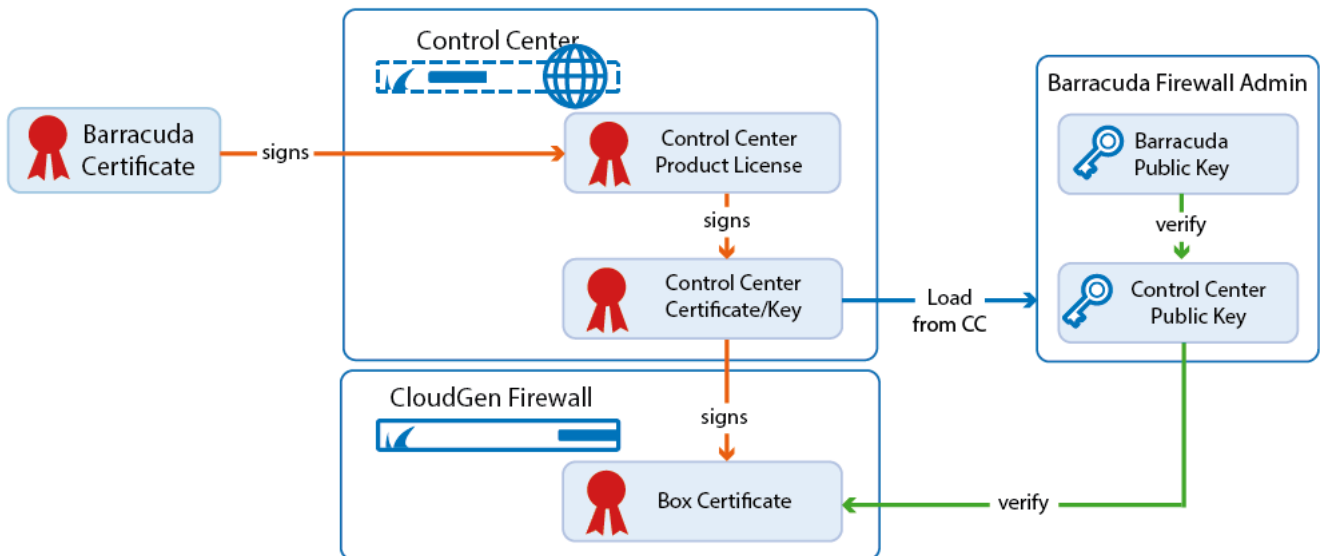 Control Center
Barracuda Firewall Admin
Barracuda
Certificate
signs
Control Center
Product License
Barracuda
Public Key
signs
verify
Control Center
Certificate/Key
Load
from CC
Control Center
Public Key
CloudGen Firewall
signs
Box Certificate
verify